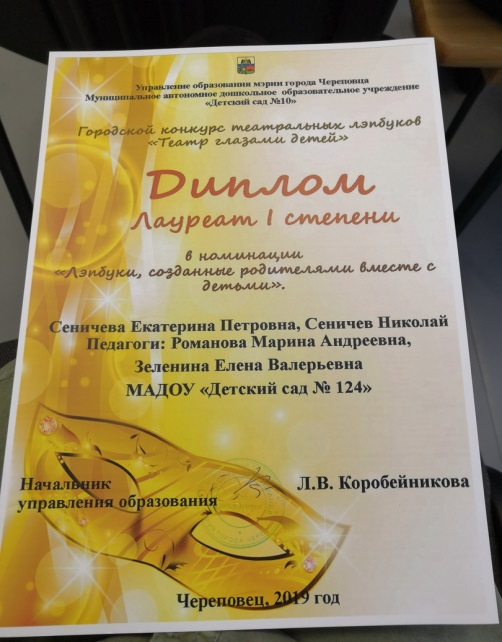 Управление образования мэрии города Череповца
Муниципальное автономное дошкольное образовательное учреждение
«Детский сад №10»
Городской конкурс театральных лэпбуков
«Театр глазами детей»
Диплом
Лауреат I степени
в номинации
«Лэпбуки, созданные родителями вместе с
детьми».
Сеничева Екатерина Петровна, Сеничев Николай
Педагоги: Романова Марина Андреевна,
Зеленина Елена Валерьевна
МАДОУ «Детский сад № 124»
Начальник
управления образования
Л.В. Коробейникова
Череповец, 2019 год